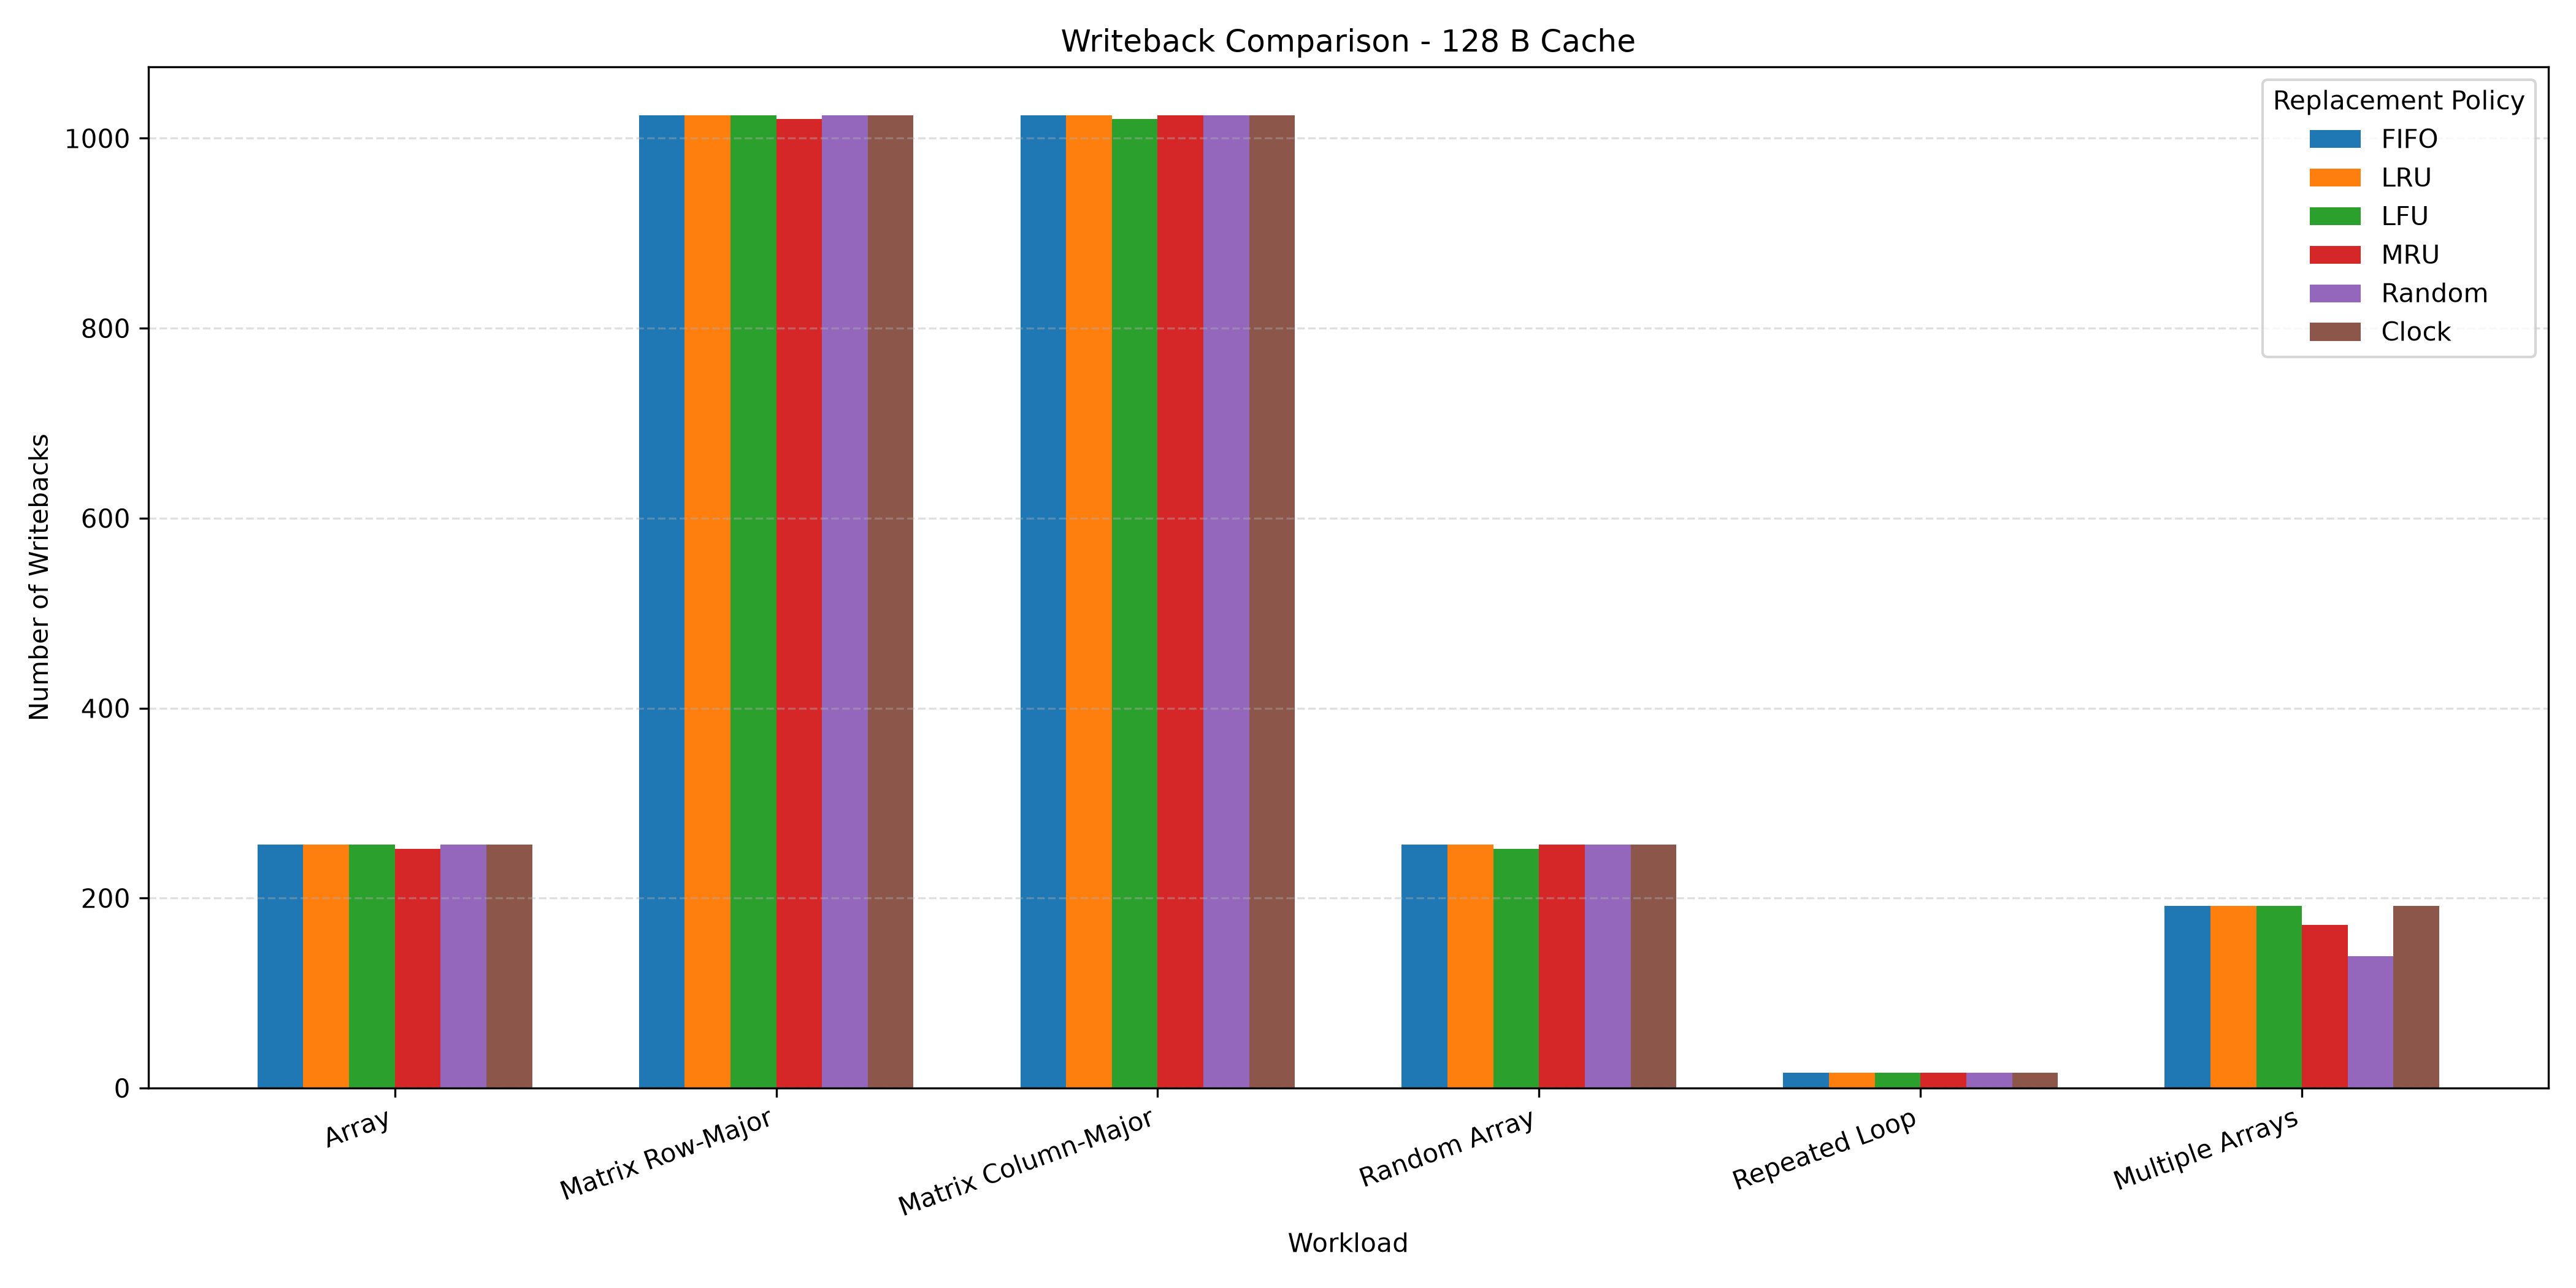 Writeback Comparison - 128 B Cache
Number of Writebacks
1000
800
600
400
200
0
Replacement Policy
FIFO
LRU
LFU
MRU
Random
Clock
Array
Matrix Row-Major
Matrix Column-Major
Random Array
Repeated Loop
Multiple Arrays
Workload